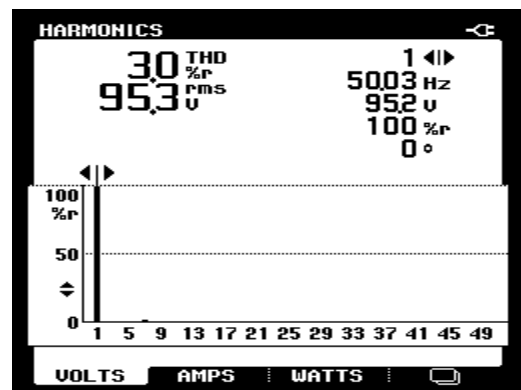 HARMONICS
3.0 THD %r
95.3 rms V
1
50.03 Hz
95.2 V
100 %r
0 °
100
%r
50
0
1 5 9 13 17 21 25 29 33 37 41 45 49
VOLTS AMPS WATTS